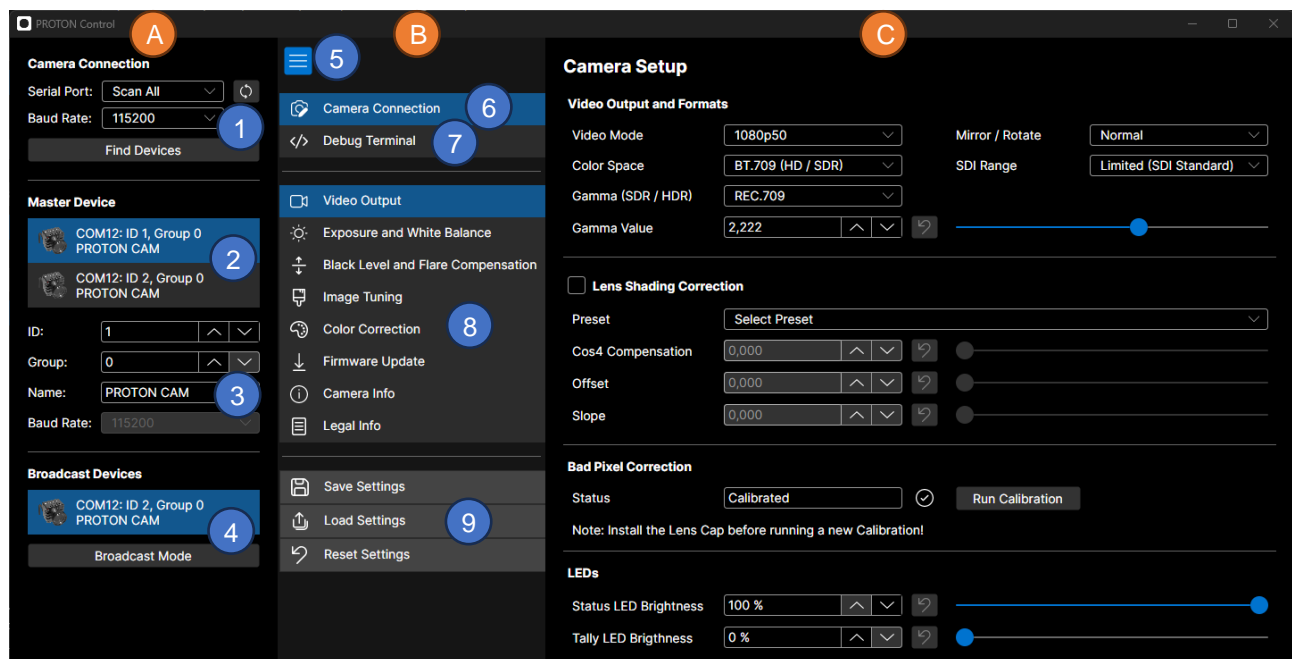 PROTON Control
A
B
C
Camera Connection
Serial Port: Scan All
Baud Rate: 115200
1
Find Devices
Master Device
COM12: ID 1, Group 0
PROTON CAM
2
COM12: ID 2, Group 0
PROTON CAM
ID: 1
Group: 0
Name: PROTON CAM
3
Baud Rate: 115200
Broadcast Devices
COM12: ID 2, Group 0
PROTON CAM
4
Broadcast Mode
5
Camera Connection
6
Debug Terminal
7
Video Output
Exposure and White Balance
Black Level and Flare Compensation
Image Tuning
Color Correction
8
Firmware Update
Camera Info
Legal Info
Save Settings
Load Settings
9
Reset Settings
Camera Setup
Video Output and Formats
Video Mode 1080p50 Mirror / Rotate Normal
Color Space BT.709 (HD / SDR) SDI Range Limited (SDI Standard)
Gamma (SDR / HDR) REC.709
Gamma Value 2,222
Lens Shading Correction
Preset Select Preset
Cos4 Compensation 0,000
Offset 0,000
Slope 0,000
Bad Pixel Correction
Status Calibrated Run Calibration
Note: Install the Lens Cap before running a new Calibration!
LEDs
Status LED Brightness 100 %
Tally LED Brigthness 0 %